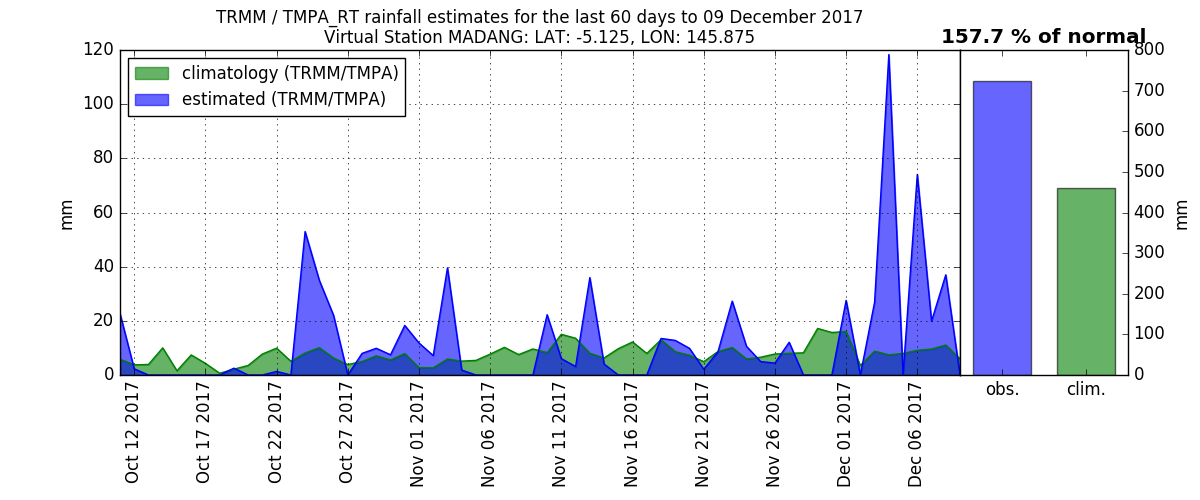 TRMM / TMPA_RT rainfall estimates for the last 60 days to 09 December 2017
Virtual Station MADANG: LAT: -5.125, LON: 145.875
157.7 % of normal
climatology (TRMM/TMPA)
estimated (TRMM/TMPA)
mm
120
100
80
60
40
20
0
Oct 12 2017
Oct 17 2017
Oct 22 2017
Oct 27 2017
Nov 01 2017
Nov 06 2017
Nov 11 2017
Nov 16 2017
Nov 21 2017
Nov 26 2017
Dec 01 2017
Dec 06 2017
800
700
600
500
400
300
200
100
0
mm
obs.
clim.